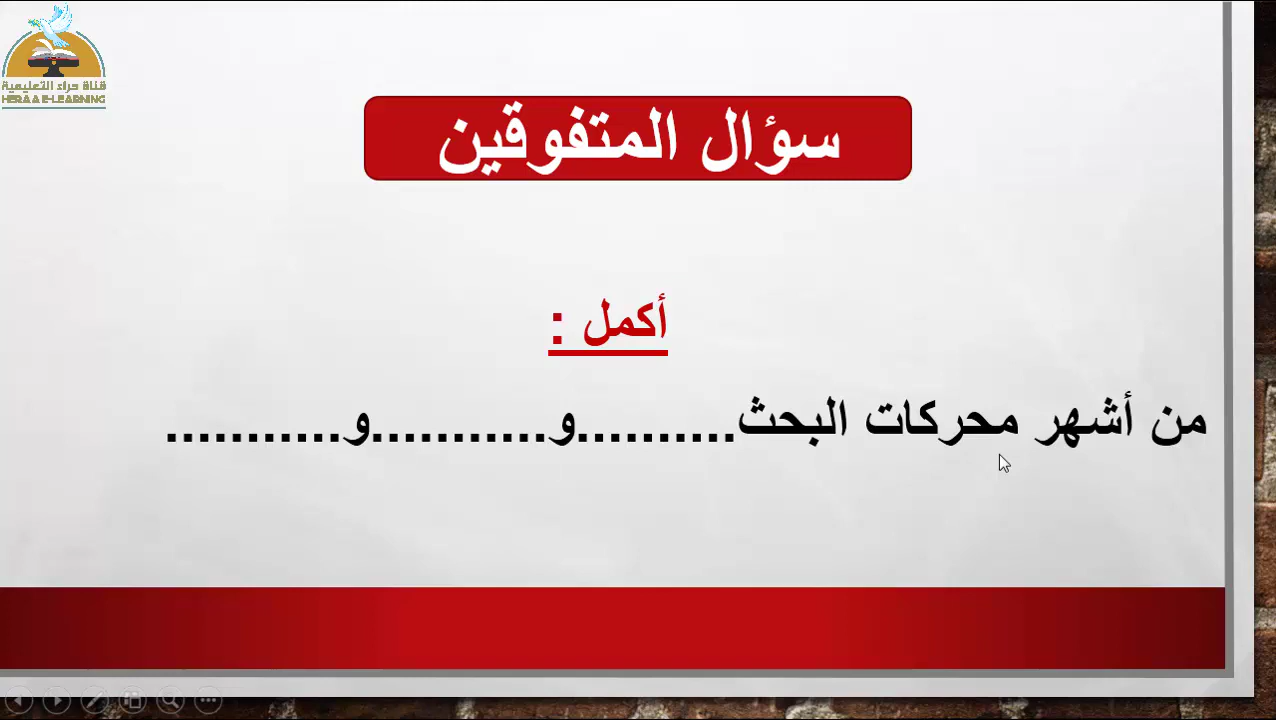 قناة حراء التعليمية
HERAA E-LEARNING
سؤال المتفوقين
أكمل :
من أشهر محركات البحث..........و...........و...........